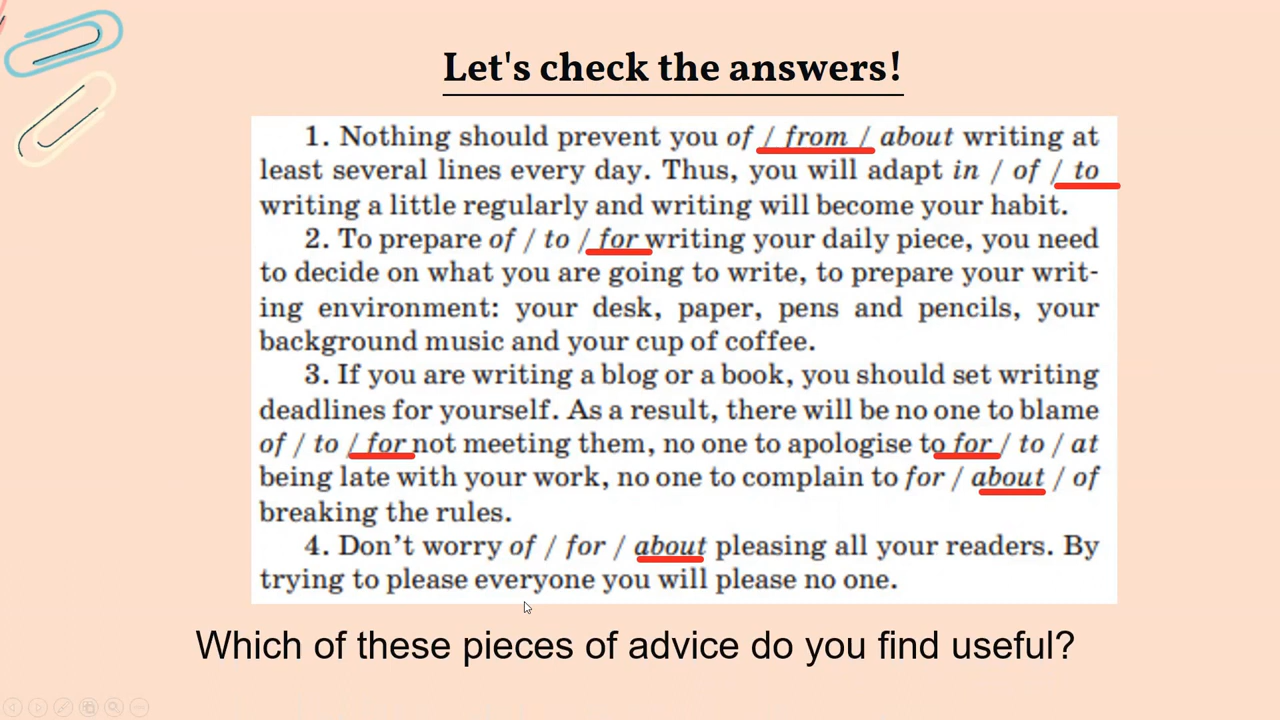 Let's check the answers!
1. Nothing should prevent you of / from / about writing at
least several lines every day. Thus, you will adapt in / of / to
writing a little regularly and writing will become your habit.
2. To prepare of / to / for writing your daily piece, you need
to decide on what you are going to write, to prepare your writ-
ing environment: your desk, paper, pens and pencils, your
background music and your cup of coffee.
3. If you are writing a blog or a book, you should set writing
deadlines for yourself. As a result, there will be no one to blame
of / to / for not meeting them, no one to apologise to for / to / at
being late with your work, no one to complain to for / about / of
breaking the rules.
4. Don't worry of / for / about pleasing all your readers. By
trying to please everyone you will please no one.
Which of these pieces of advice do you find useful?